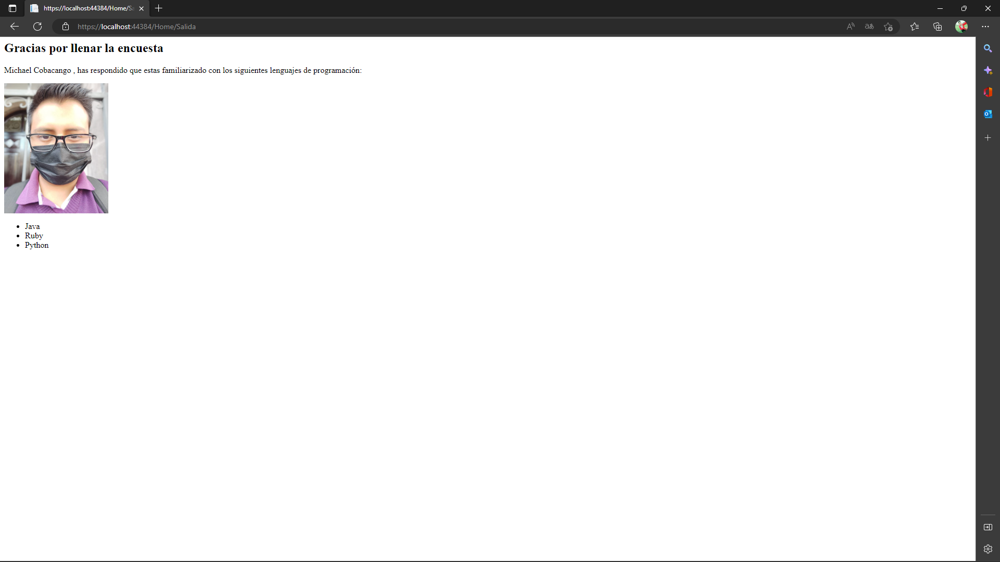 https://localhost:44384/Home/Sa
https://localhost:44384/Home/Salida
Gracias por llenar la encuesta
Michael Cobacango , has respondido que estas familiarizado con los siguientes lenguajes de programación:
Java
Ruby
Python